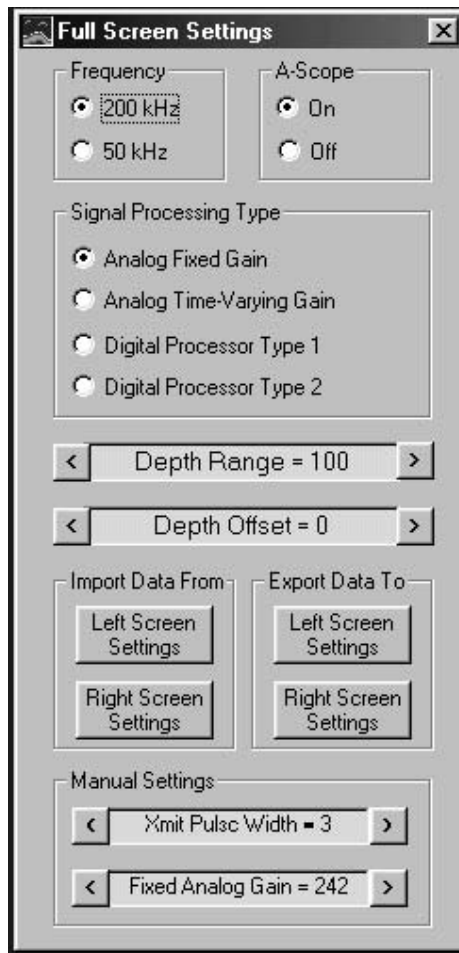 Full Screen Settings
Frequency
200 kHz
50 kHz
A-Scope
On
Off
Signal Processing Type
Analog Fixed Gain
Analog Time-Varying Gain
Digital Processor Type 1
Digital Processor Type 2
Depth Range = 100
Depth Offset = 0
Import Data From
Left Screen
Settings
Right Screen
Settings
Export Data To
Left Screen
Settings
Right Screen
Settings
Manual Settings
Xmit Pulse Width = 3
Fixed Analog Gain = 242